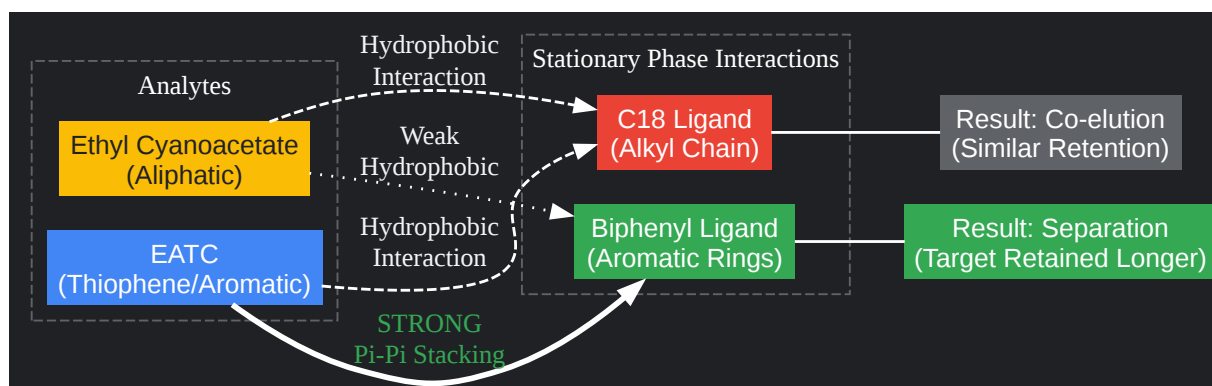 Analytes
Ethyl Cyanoacetate
(Aliphatic)
EATC
(Thiophene/Aromatic)
Hydrophobic
Interaction
Weak
Hydrophobic
Hydrophobic
Interaction
STRONG
Pi-Pi Stacking
Stationary Phase Interactions
C18 Ligand
(Alkyl Chain)
Biphenyl Ligand
(Aromatic Rings)
Result: Co-elution
(Similar Retention)
Result: Separation
(Target Retained Longer)